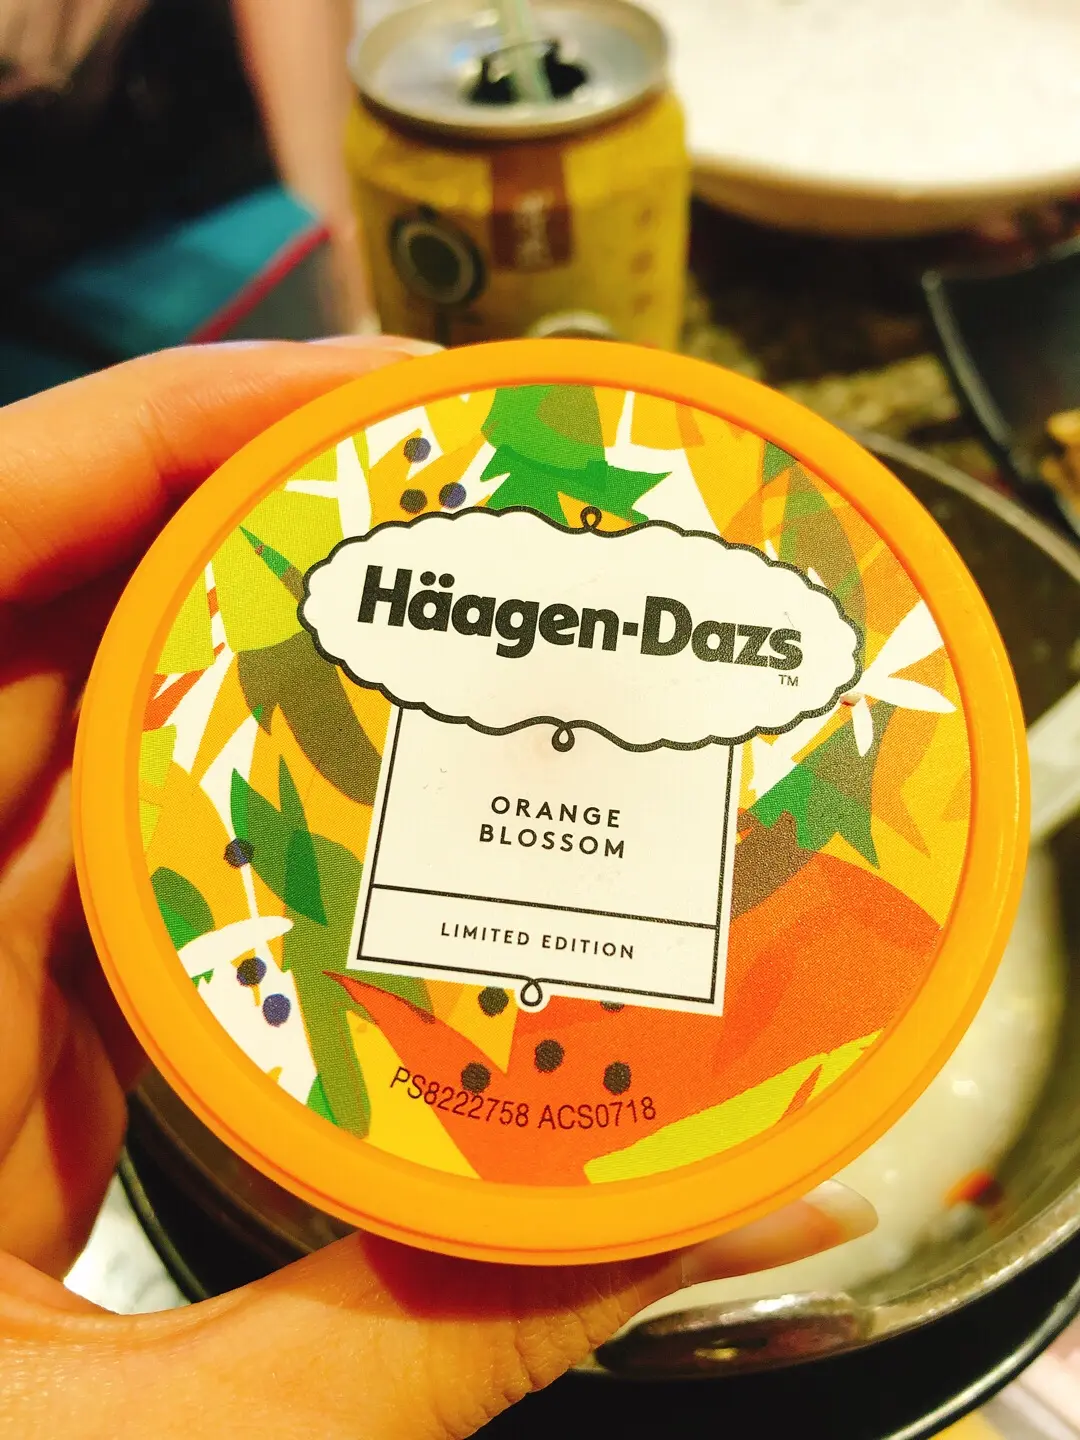 Häagen-Dazs
TM
ORANGE
BLOSSOM
LIMITED EDITION
PS8222758 ACS0718